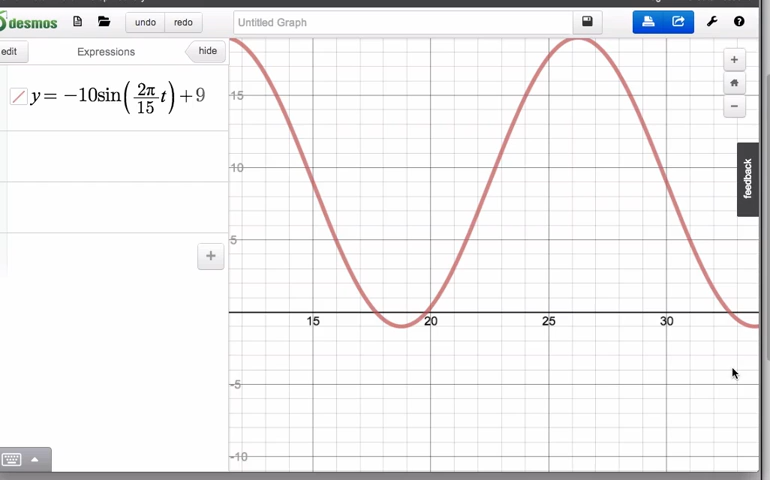 desmos
undo
redo
Untitled Graph
edit
Expressions
hide
y = −10sin(2π/15 t) + 9
15
10
5
15
20
25
30
-5
-10
feedback